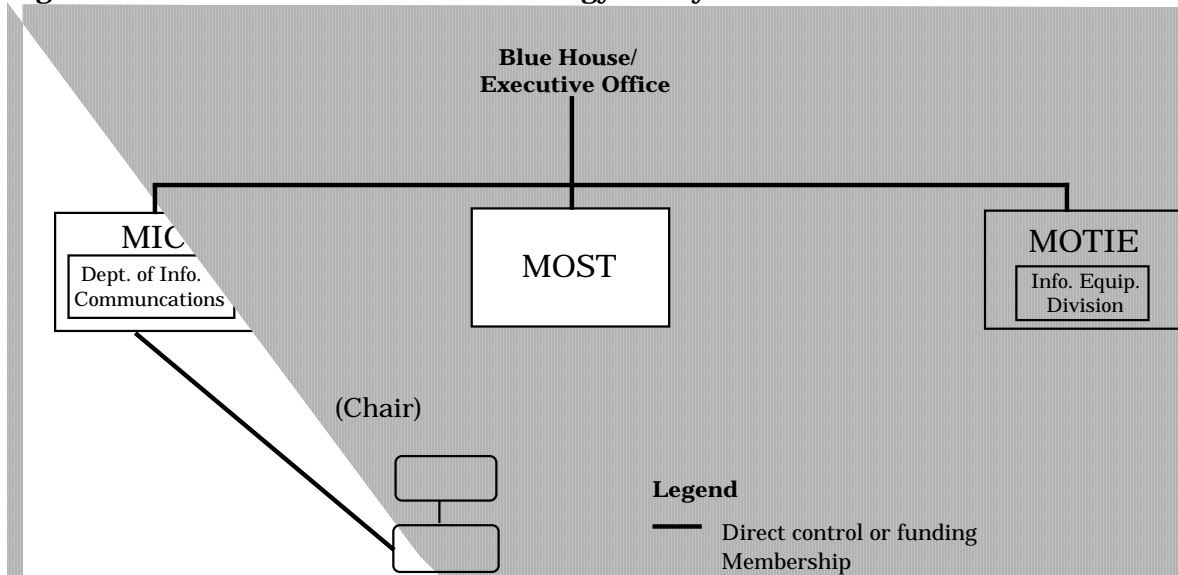 Blue House/
Executive Office
MIC
Dept. of Info.
Communcations
MOST
MOTIE
Info. Equip.
Division
(Chair)
Legend
Direct control or funding
Membership